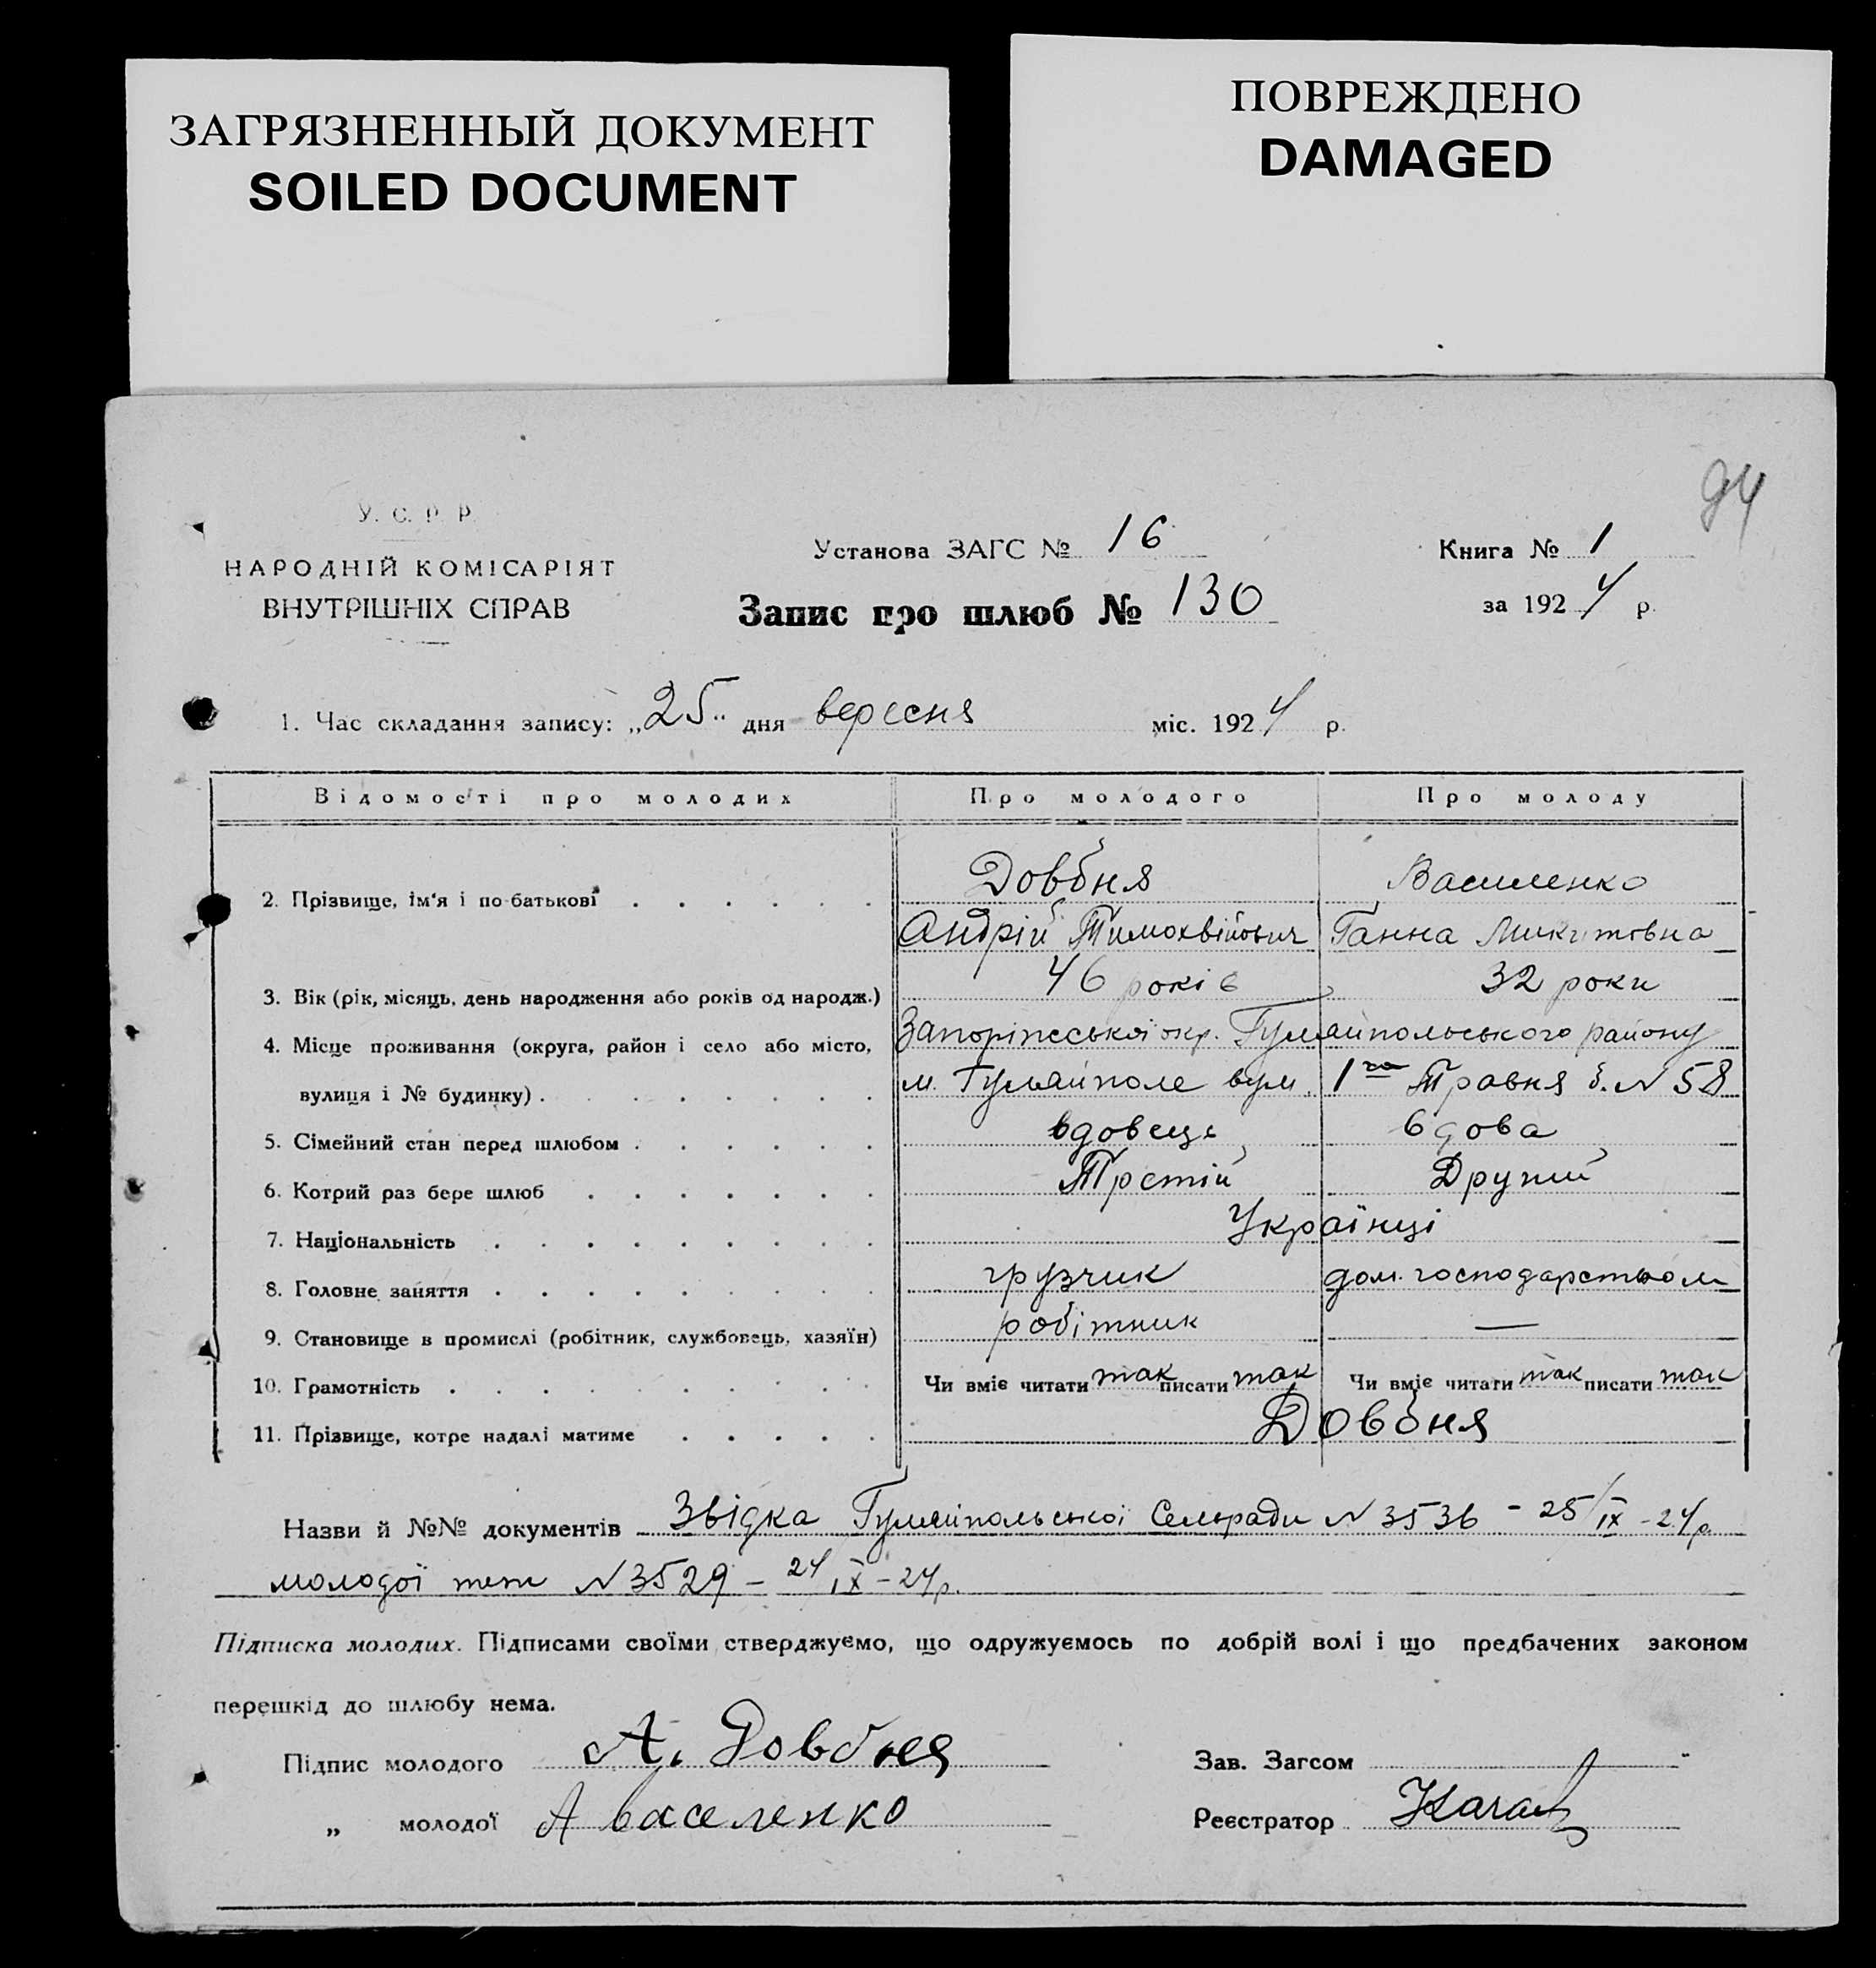 ЗАГРЯЗНЕННЫЙ ДОКУМЕНТ
SOILED DOCUMENT
ПОВРЕЖДЕНО
DAMAGED
94
У. С. Р. Р.
НАРОДНІЙ КОМІСАРІЯТ
ВНУТРІШНІХ СПРАВ
Установа ЗАГС № 16
Книга № 1
Запис про шлюб № 130
за 1924 р.
1. Час складання запису: „25" дня вересня міс. 1924 р.
Відомості про молодих Про молодого Про молоду
Довбня Василенко
2. Прізвище, ім'я і по-батькові
Андрій Тимохвійович Ганна Микитовна
3. Вік (рік, місяць, день народження або років од народж.) 46 років 32 роки
4. Місце проживання (округа, район і село або місто, Запоріжської окр. Гуляйпольського району
вулиця і № будинку) м. Гуляйполе вул. 1го Травня б. N 58
5. Сімейний стан перед шлюбом вдовець вдова
6. Котрий раз бере шлюб Третій Другий
7. Національність Українці
8. Головне заняття грузчик дом. господарством
9. Становище в промислі (робітник, службовець, хазяїн) робітник —
10. Грамотність Чи вміє читати так писати так Чи вміє читати так писати так
11. Прізвище, котре надалі матиме Довбня
Назви й №№ документів Звідка Гуляйпольської Сельради N 3536 - 25/IX - 24р.
молодої теж N 3529 - 24/IX - 24р.
Підписка молодих. Підписами своїми стверджуємо, що одружуємось по добрій волі і що предбачених законом
перешкід до шлюбу нема.
Підпис молодого А. Довбня Зав. Загсом
„ молодої А Василенко Реєстратор